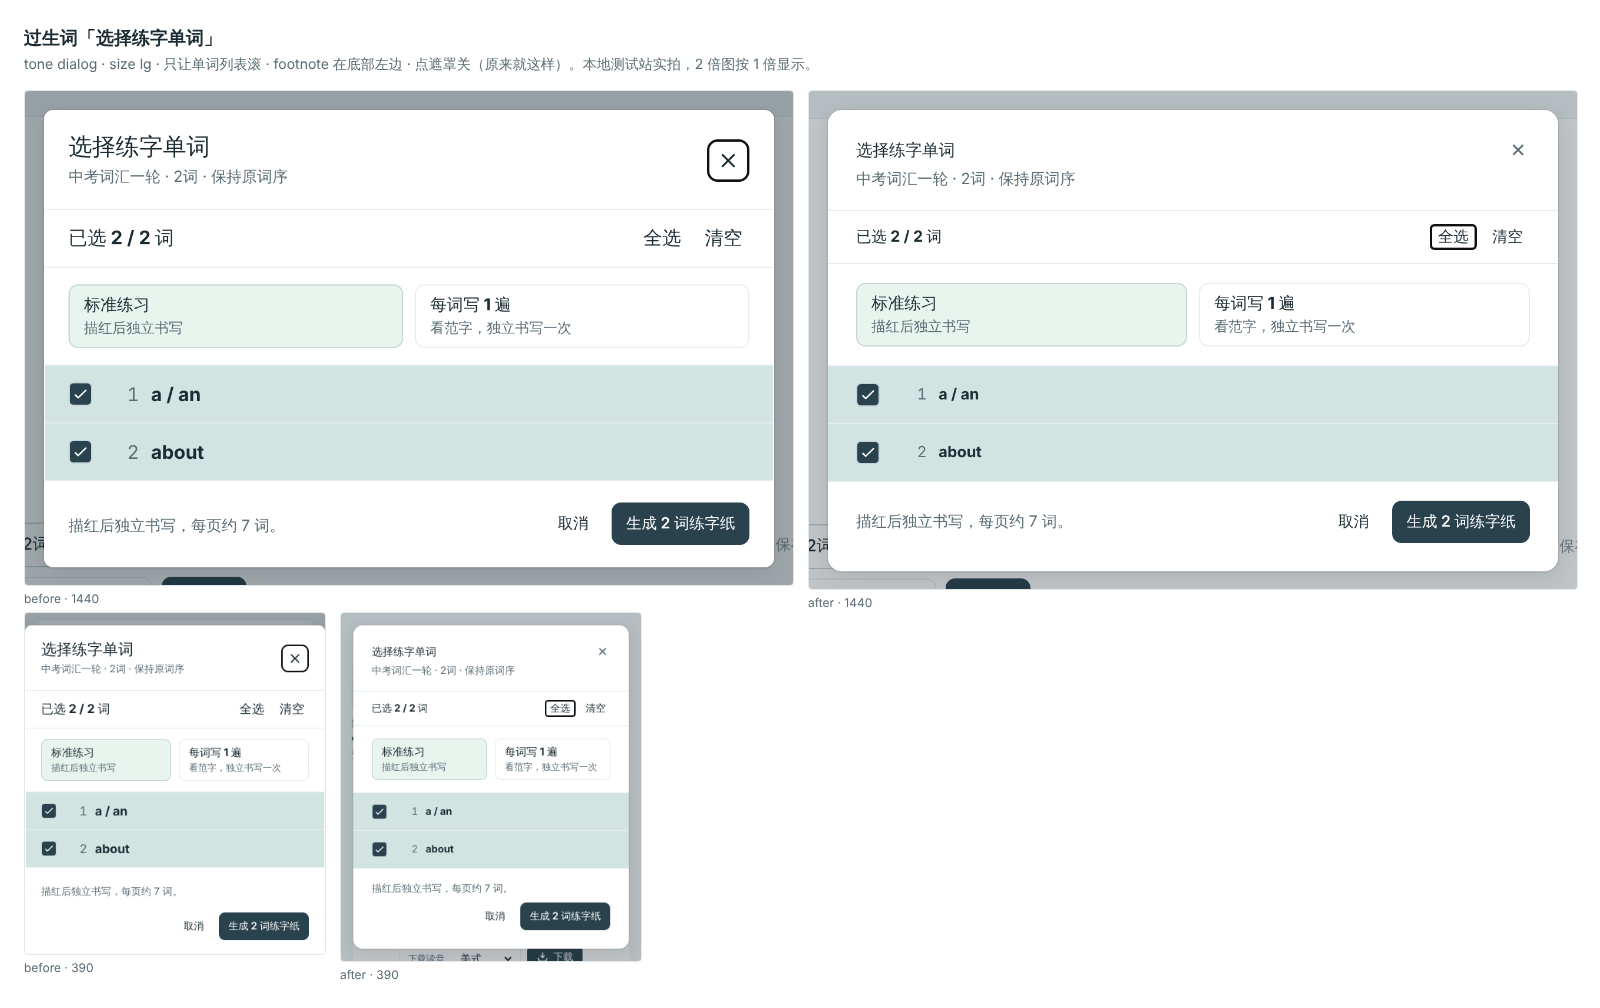 过生词「选择练字单词」
tone dialog · size lg · 只让单词列表滚 · footnote 在底部左边 · 点遮罩关（原来就这样）。本地测试站实拍，2 倍图按 1 倍显示。
选择练字单词
中考词汇一轮 · 2词 · 保持原词序
已选 2 / 2 词 全选 清空
标准练习 每词写 1 遍
描红后独立书写 看范字，独立书写一次
1 a / an
2 about
描红后独立书写，每页约 7 词。 取消 生成 2 词练字纸
2词
before · 1440
选择练字单词
中考词汇一轮 · 2词 · 保持原词序
已选 2 / 2 词 全选 清空
标准练习 每词写 1 遍
描红后独立书写 看范字，独立书写一次
1 a / an
2 about
描红后独立书写，每页约 7 词。 取消 生成 2 词练字纸
2词 保
after · 1440
选择练字单词
中考词汇一轮 · 2词 · 保持原词序
已选 2 / 2 词 全选 清空
标准练习 每词写 1 遍
描红后独立书写 看范字，独立书写一次
1 a / an
2 about
描红后独立书写，每页约 7 词。
取消 生成 2 词练字纸
before · 390
选择练字单词
中考词汇一轮 · 2词 · 保持原词序
已选 2 / 2 词 全选 清空
标准练习 每词写 1 遍
描红后独立书写 看范字，独立书写一次
1 a / an
2 about
描红后独立书写，每页约 7 词。
取消 生成 2 词练字纸
下载读音 美式 下载
after · 390